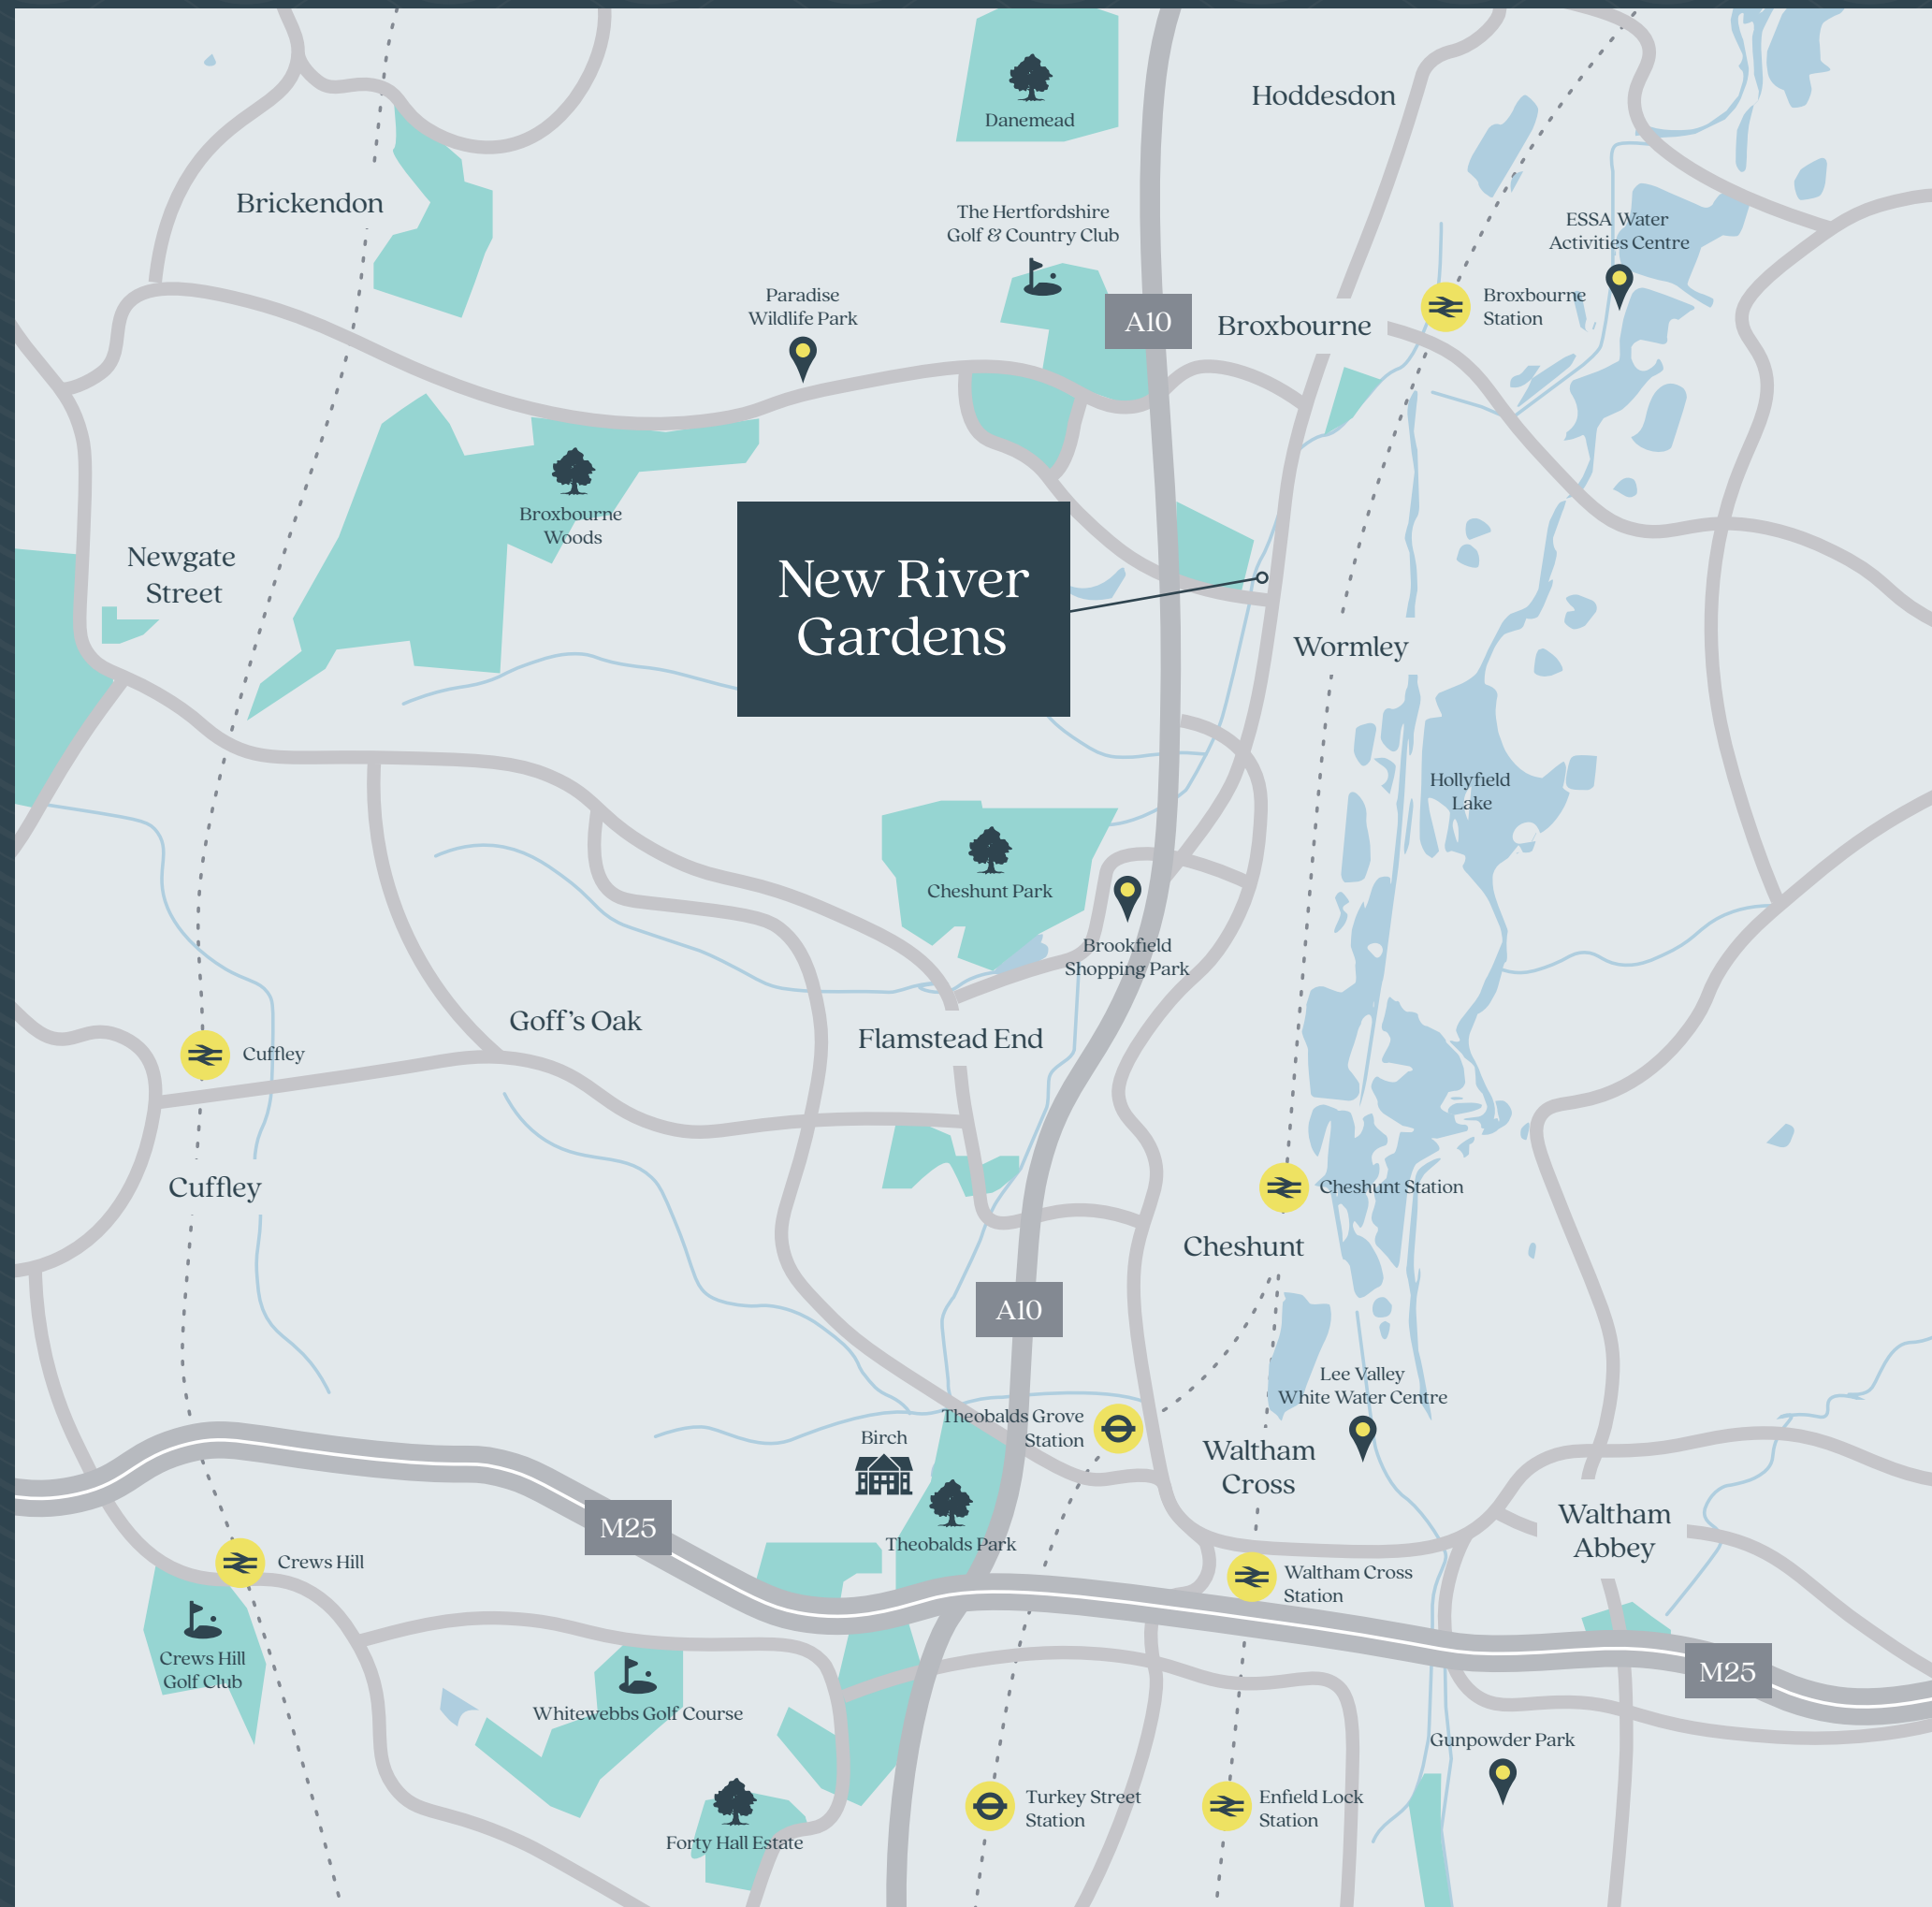 Hoddesdon
Danemead
Brickendon
The Hertfordshire
Golf & Country Club
ESSA Water
Activities Centre
Paradise
Wildlife Park
A10
Broxbourne
Broxbourne
Station
Broxbourne
Woods
Newgate
Street
New River
Gardens
Wormley
Hollyfield
Lake
Cheshunt Park
Brookfield
Shopping Park
Goff's Oak
Flamstead End
Cuffley
Cuffley
Cheshunt Station
Cheshunt
A10
Lee Valley
White Water Centre
Theobalds Grove
Station
Birch
Waltham
Cross
Theobalds Park
M25
Waltham
Abbey
Crews Hill
Waltham Cross
Station
Crews Hill
Golf Club
M25
Whitewebbs Golf Course
Gunpowder Park
Turkey Street
Station
Enfield Lock
Station
Forty Hall Estate